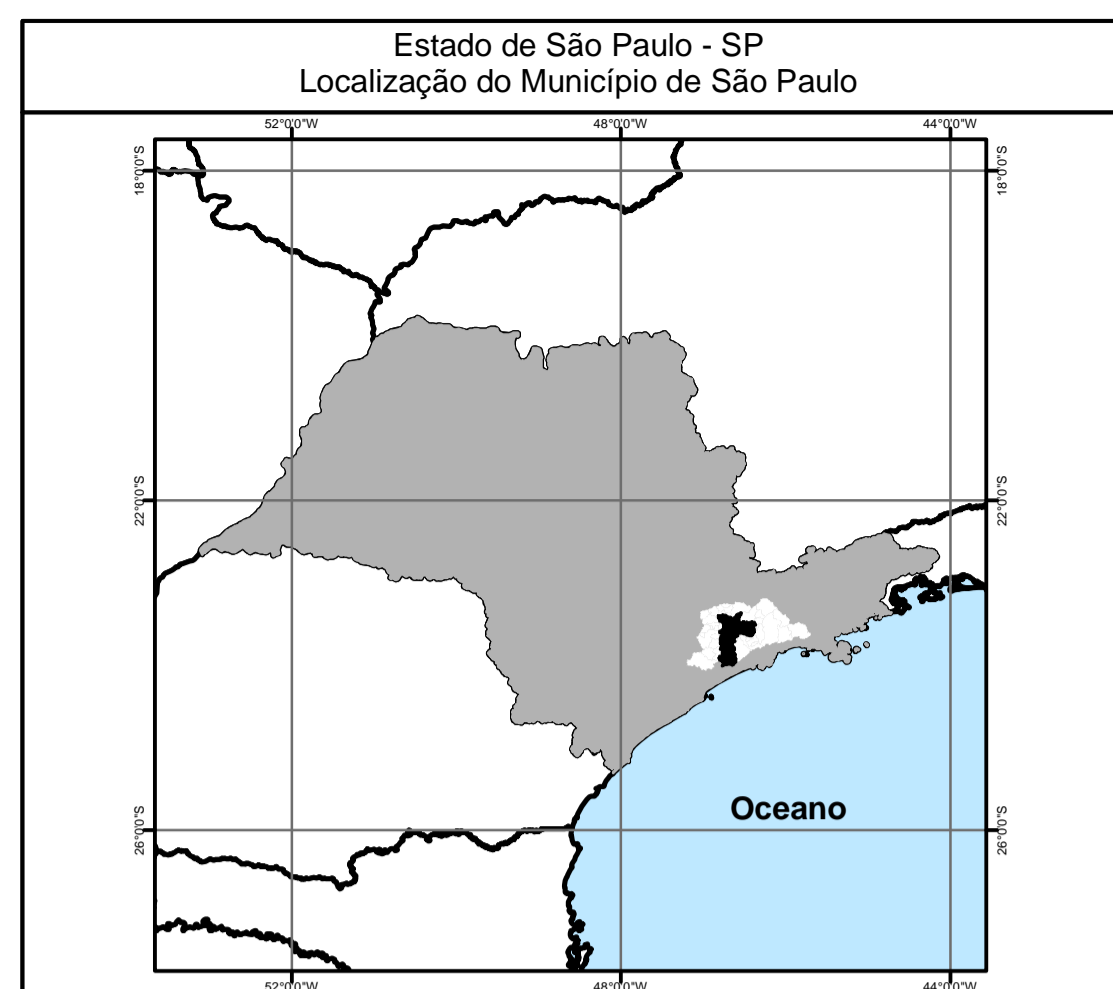 Estado de São Paulo - SP
Localização do Município de São Paulo
52°0'0"W 48°0'0"W 44°0'0"W
18°0'0"S 18°0'0"S
22°0'0"S 22°0'0"S
Oceano
26°0'0"S 26°0'0"S
52°0'0"W 48°0'0"W 44°0'0"W